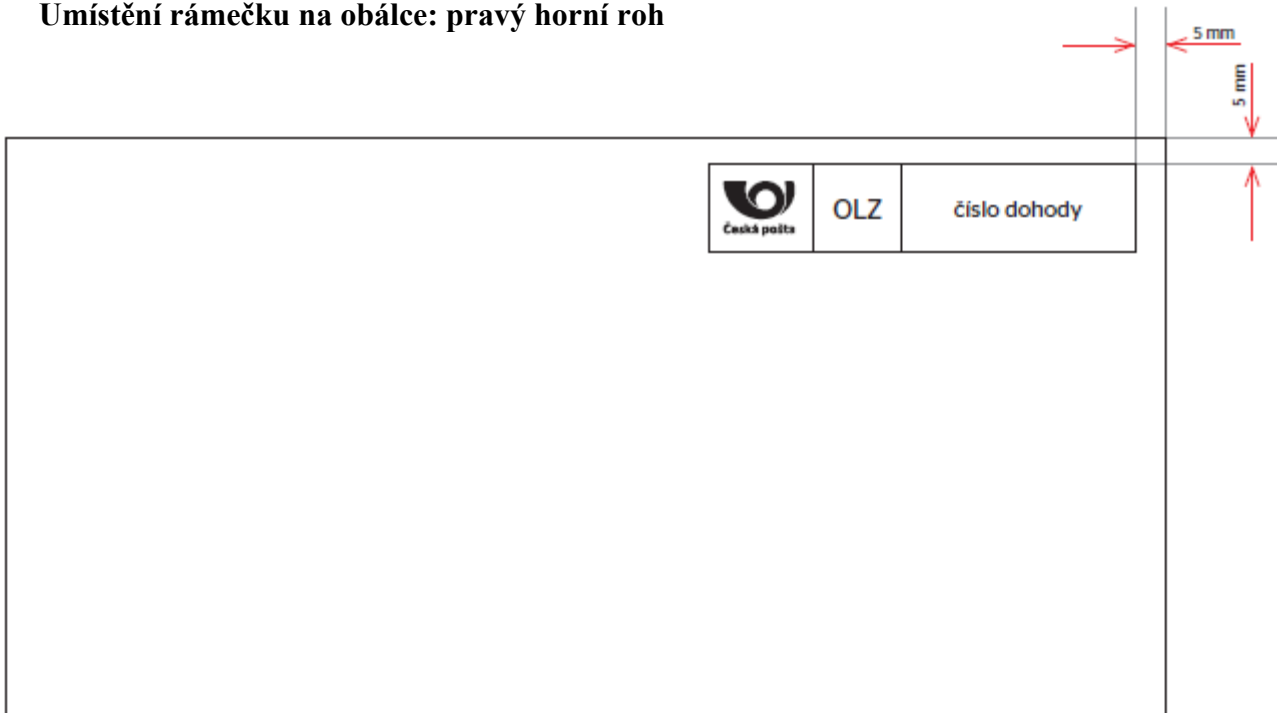 Umístění rámečku na obálce: pravý horní roh
5 mm
5 mm
Česká pošta
OLZ
číslo dohody